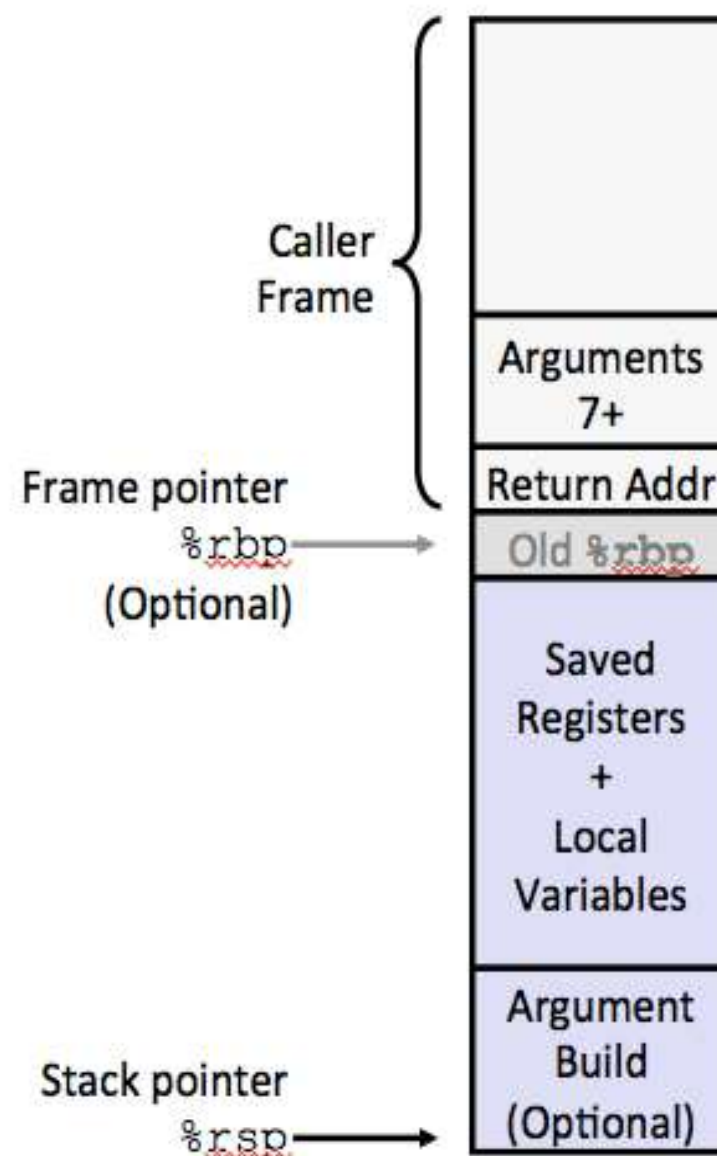 Caller
Frame
Arguments
7+
Return Addr
Frame pointer
%rbp
(Optional)
Old %rbp
Saved
Registers
+
Local
Variables
Argument
Build
(Optional)
Stack pointer
%rsp